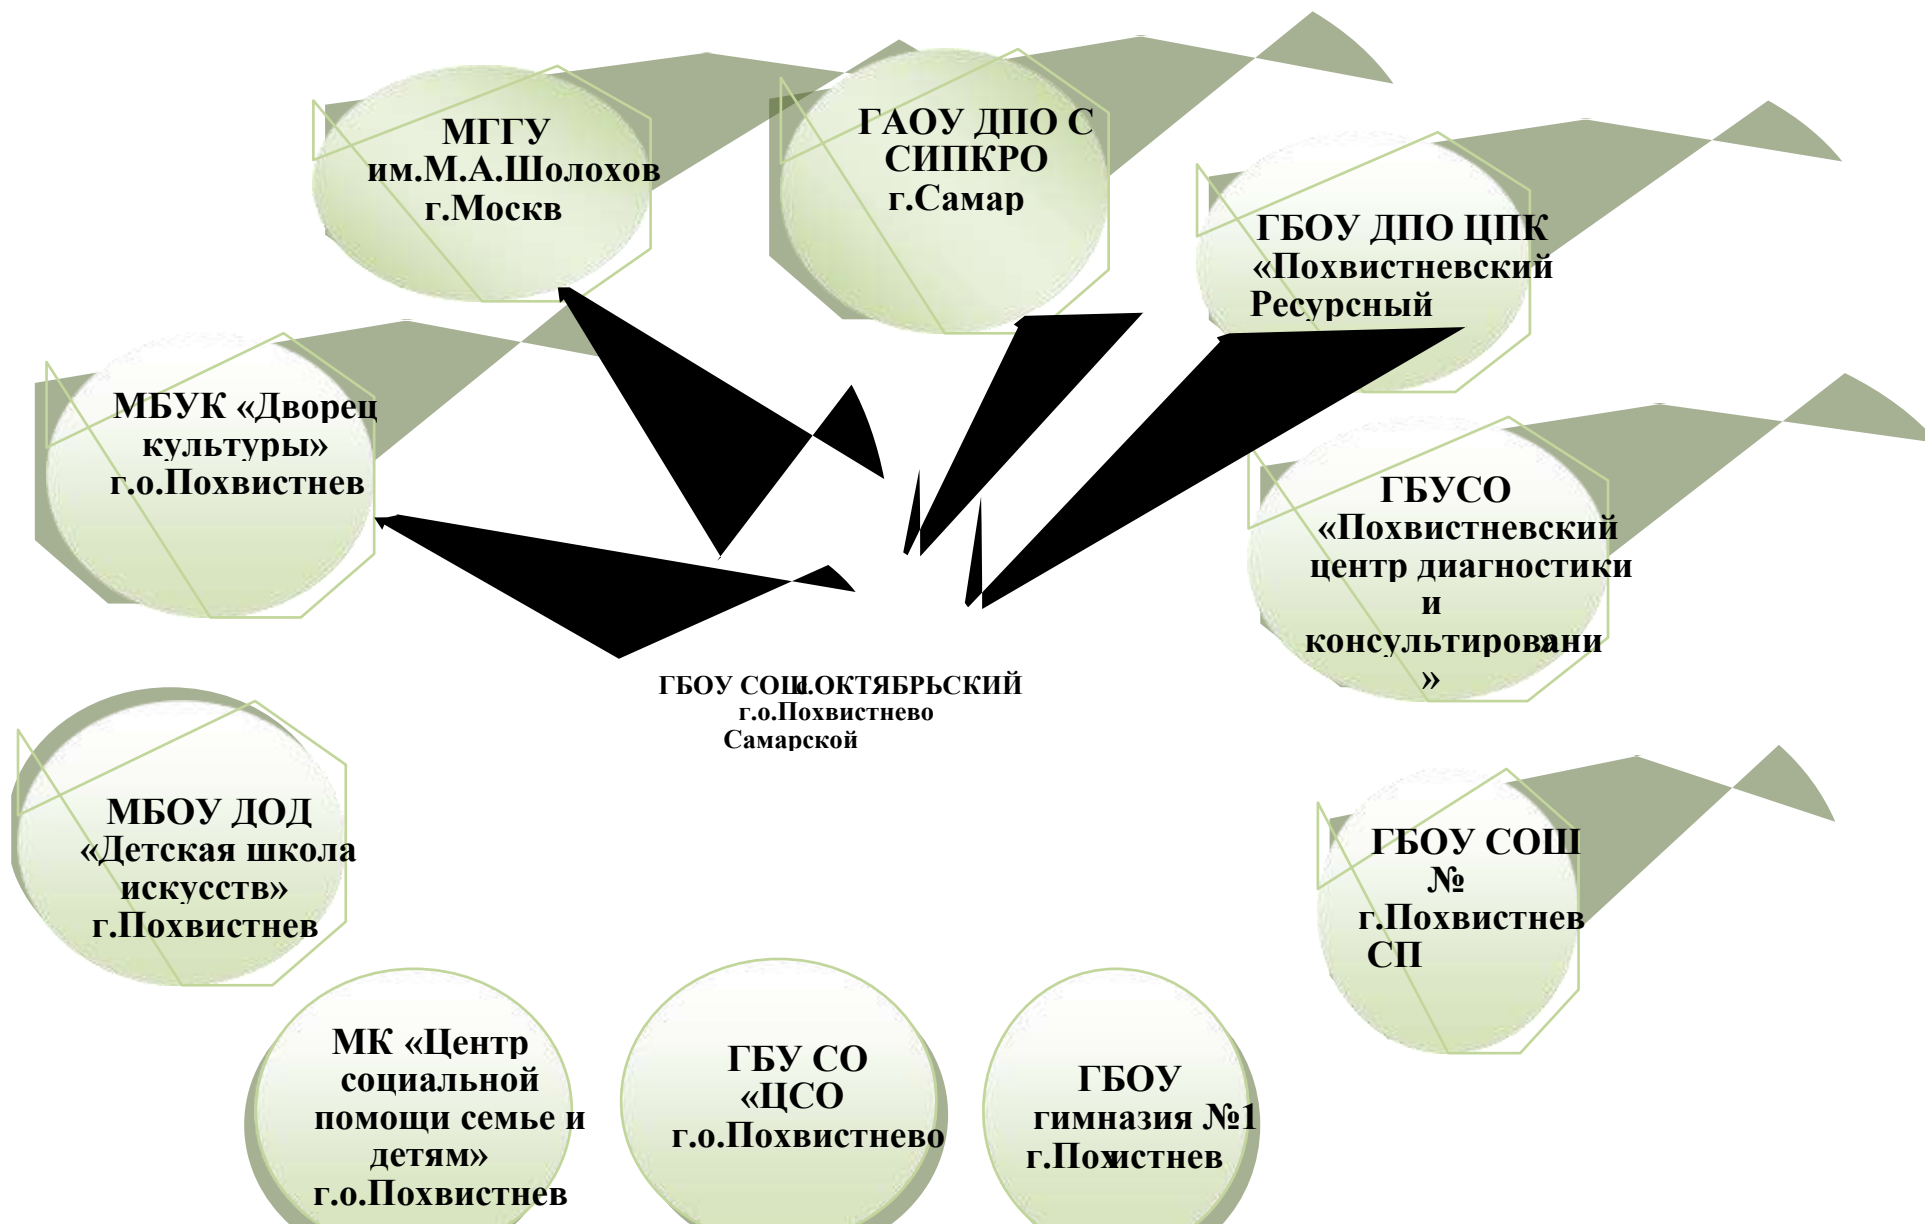 МГГУ
им.М.А.Шолохов
г.Москв
ГАОУ ДПО С
СИПКРО
г.Самар
ГБОУ ДПО ЦПК
«Похвистневский
Ресурсный
МБУК «Дворец
культуры»
г.о.Похвистнев
ГБУСО
«Похвистневский
центр диагностики
и
консультировани
»
ГБОУ СОШ с.ОКТЯБРЬСКИЙ
г.о.Похвистнево
Самарской
МБОУ ДОД
«Детская школа
искусств»
г.Похвистнев
ГБОУ СОШ
№
г.Похвистнев
СП
МК «Центр
социальной
помощи семье и
детям»
г.о.Похвистнев
ГБУ СО
«ЦСО
г.о.Похвистнево
ГБОУ
гимназия №1
г.Похвистнев